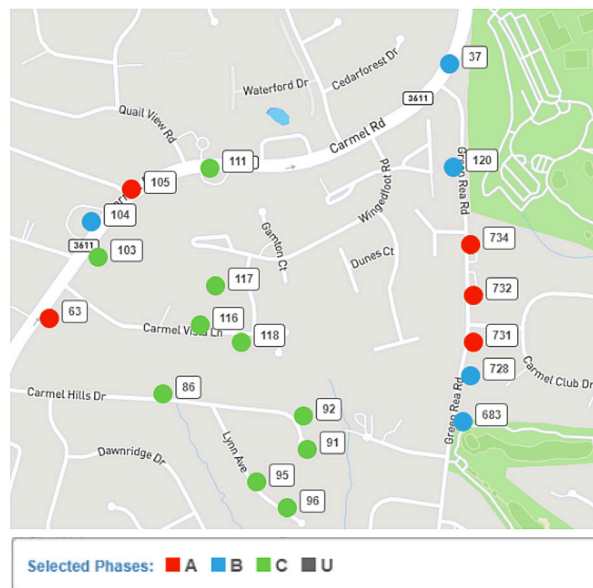 37
Cedarforest Dr
Waterford Dr
3611
Quail View Rd
Carmel Rd
111
120
Green Rea Rd
105
Wingedfoot Rd
104
734
3611
103
Gamton Ct
Dunes Ct
117
732
63
116
Carmel Vista Ln
118
731
728
Carmel Club Dr
86
Carmel Hills Dr
92
683
Green Rea Rd
91
Lynn Ave
Dawnridge Dr
95
96
Selected Phases: A B C U